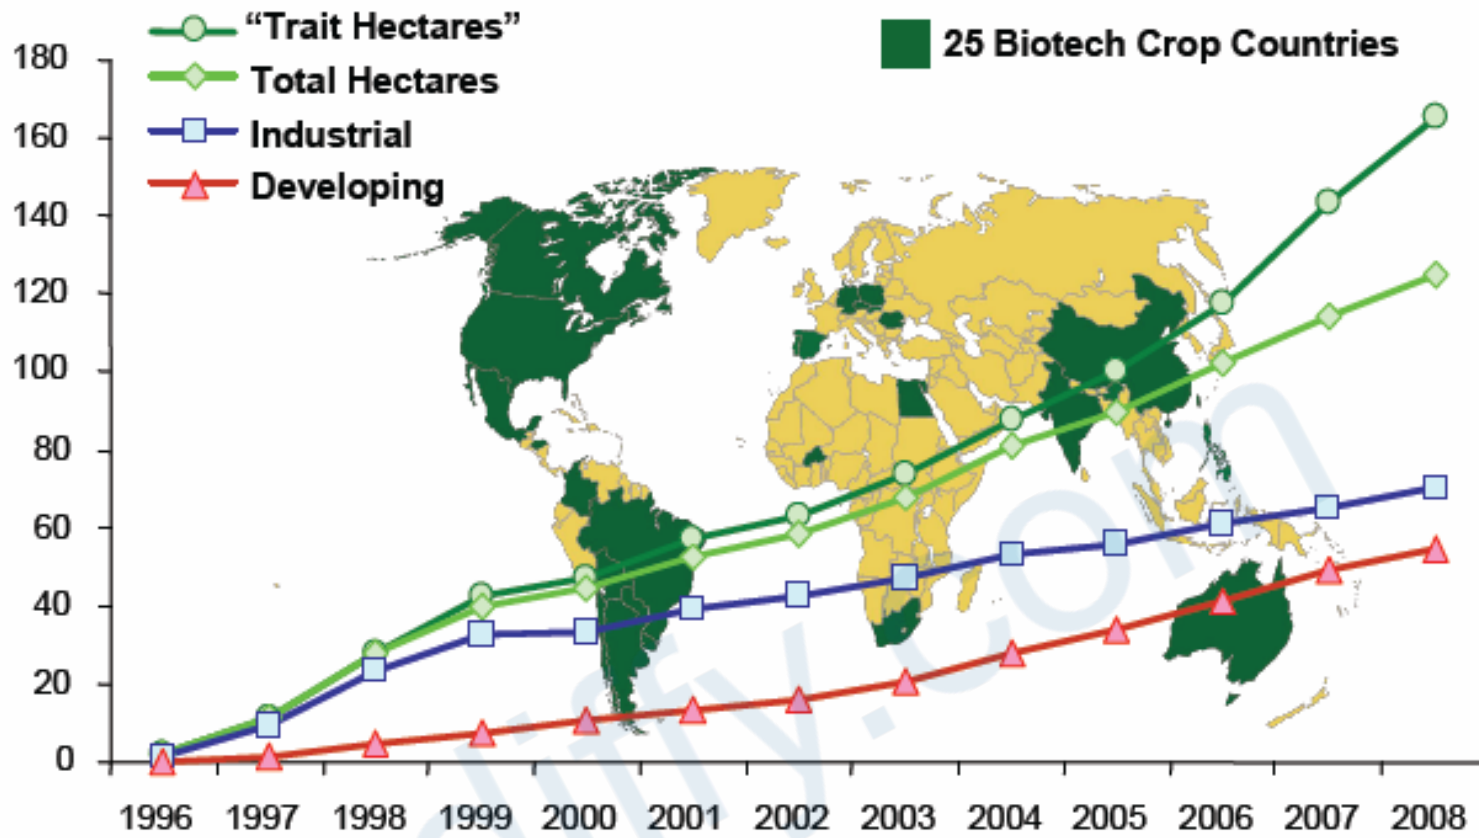 “Trait Hectares”
Total Hectares
Industrial
Developing
25 Biotech Crop Countries
180
160
140
120
100
80
60
40
20
0
1996 1997 1998 1999 2000 2001 2002 2003 2004 2005 2006 2007 2008